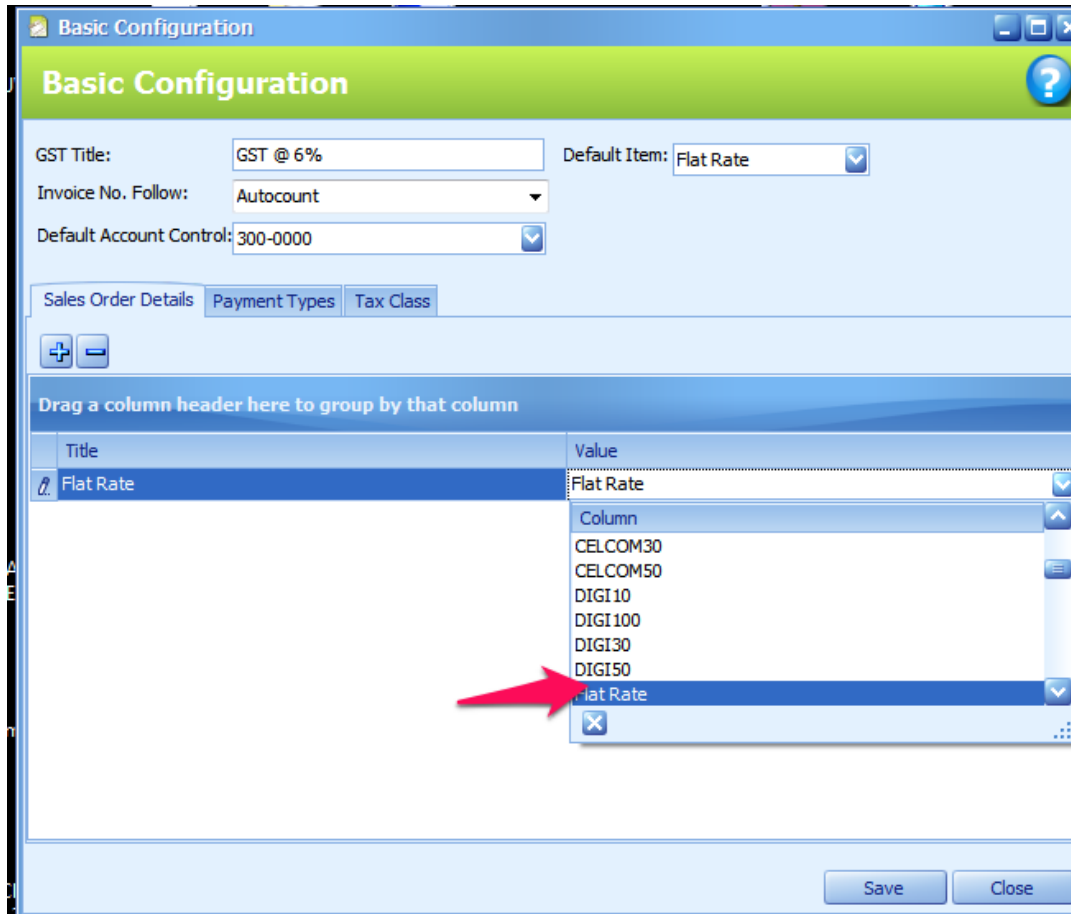 Basic Configuration
Basic Configuration
?
GST Title: GST @ 6% Default Item: Flat Rate
Invoice No. Follow: Autocount
Default Account Control: 300-0000
Sales Order Details Payment Types Tax Class
Drag a column header here to group by that column
Title Value
Flat Rate Flat Rate
Column
CELCOM30
CELCOM50
DIGI10
DIGI100
DIGI30
DIGI50
Flat Rate
Save Close